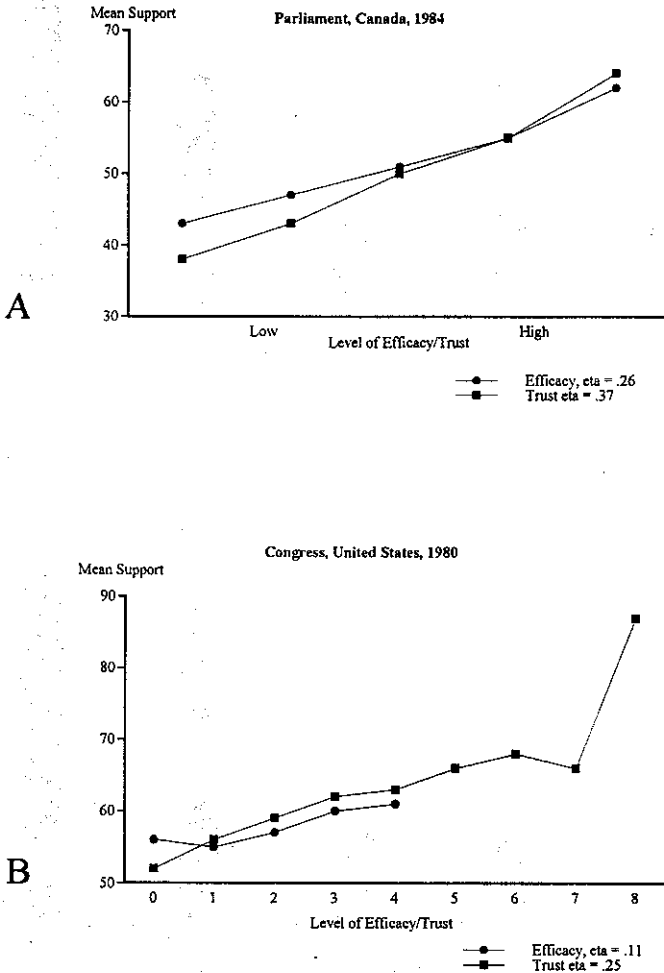 Mean Support
Parliament, Canada, 1984
70
60
50
40
30
A
Low
High
Level of Efficacy/Trust
Efficacy, eta = .26
Trust eta = .37
Congress, United States, 1980
Mean Support
90
80
70
60
50
B
0 1 2 3 4 5 6 7 8
Level of Efficacy/Trust
Efficacy, eta = .11
Trust eta = .25